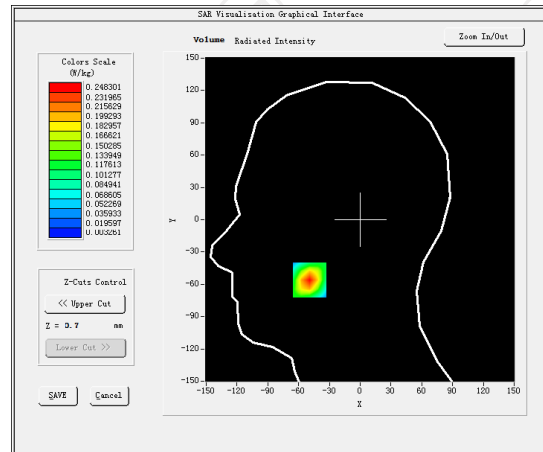 SAR Visualisation Graphical Interface
Volume Radiated Intensity
Zoom In/Out
Colors Scale
(W/kg)
0.248301
0.231965
0.215629
0.199293
0.182957
0.166621
0.150285
0.133949
0.117613
0.101277
0.084941
0.068605
0.052269
0.035933
0.019597
0.003261
Z-Cuts Control
<< Upper Cut
Z = 0.7 mm
Lower Cut >>
SAVE Cancel
150
120
90
60
30
0
-30
-60
-90
-120
-150
Y
-150 -120 -90 -60 -30 0 30 60 90 120 150
X